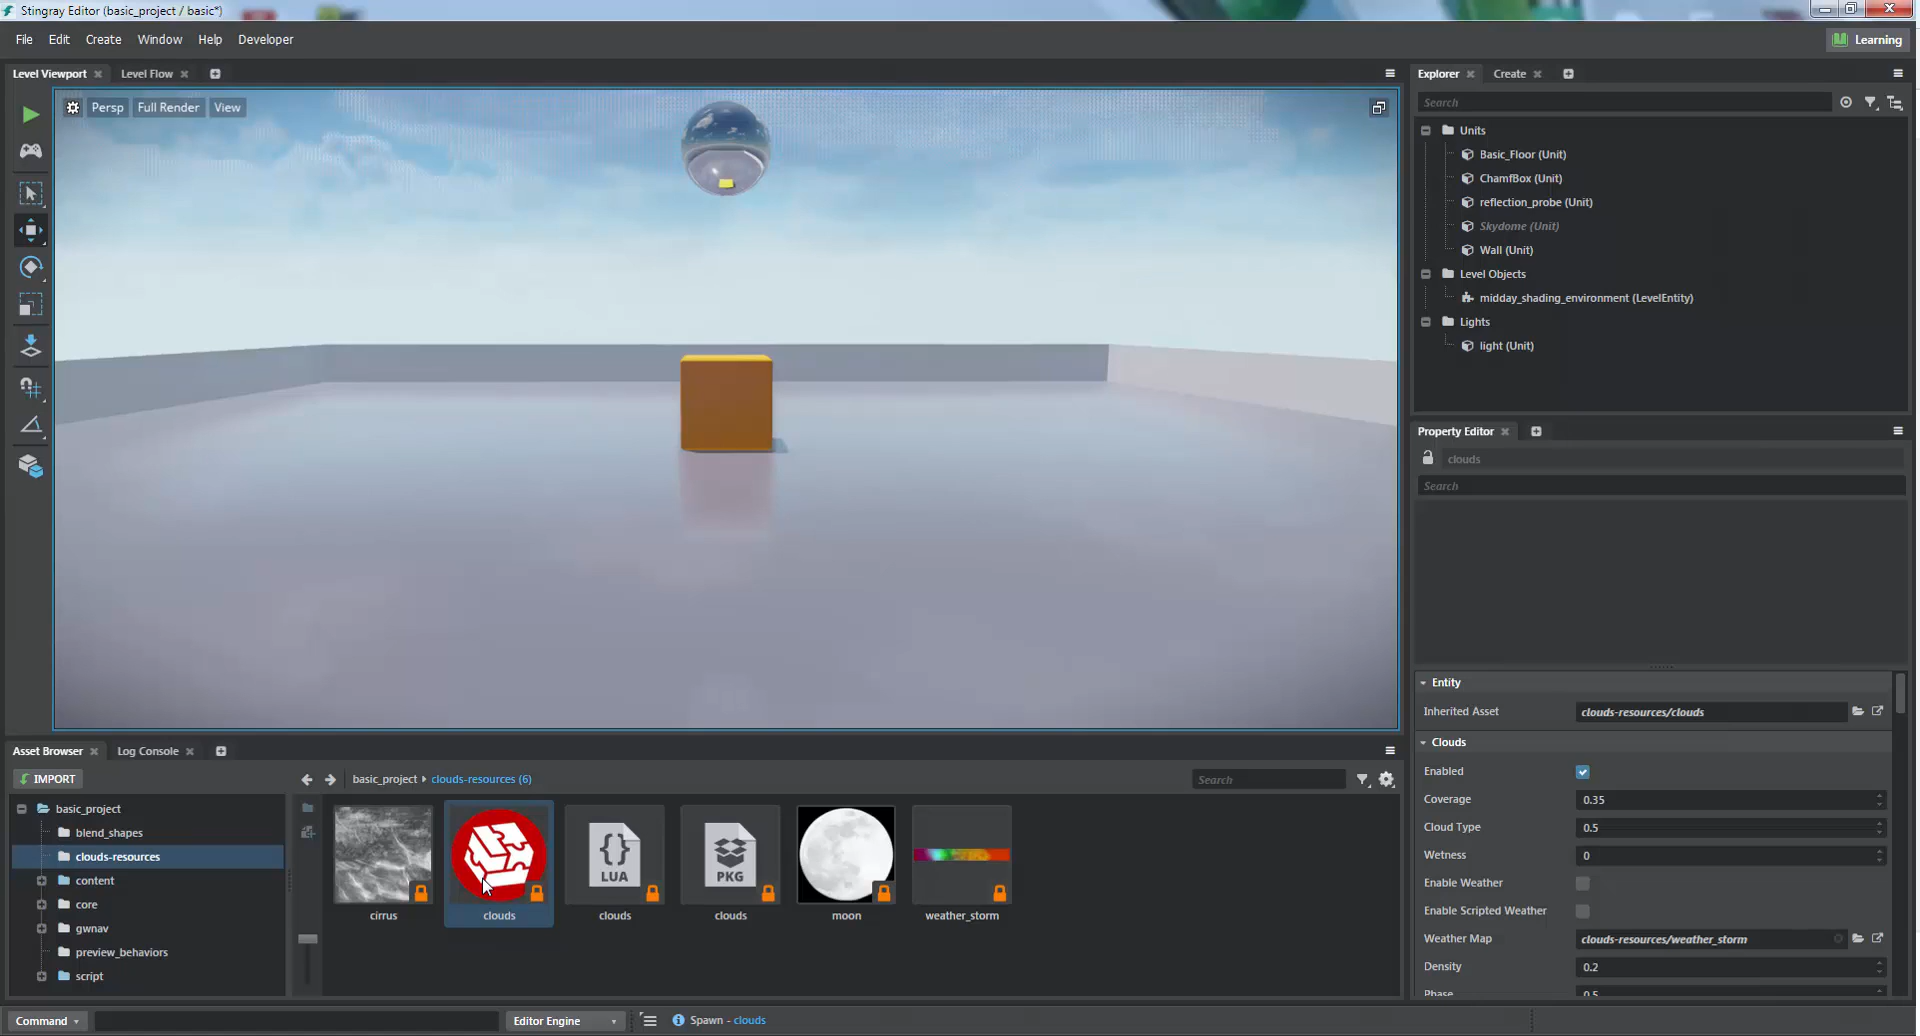 Stingray Editor (basic_project / basic*)
File Edit Create Window Help Developer
Learning
Level Viewport Level Flow
Persp Full Render View
Explorer Create
Search
Units
Basic_Floor (Unit)
ChamfBox (Unit)
reflection_probe (Unit)
Skydome (Unit)
Wall (Unit)
Level Objects
midday_shading_environment (LevelEntity)
Lights
light (Unit)
Property Editor
clouds
Search
Entity
Inherited Asset clouds-resources/clouds
Clouds
Enabled
Coverage 0.35
Cloud Type 0.5
Wetness 0
Enable Weather
Enable Scripted Weather
Weather Map clouds-resources/weather_storm
Density 0.2
Phase 0.5
Asset Browser Log Console
IMPORT
basic_project clouds-resources (6)
Search
basic_project
blend_shapes
clouds-resources
content
core
gwnav
preview_behaviors
script
LUA
PKG
cirrus clouds clouds clouds moon weather_storm
Command Editor Engine Spawn - clouds